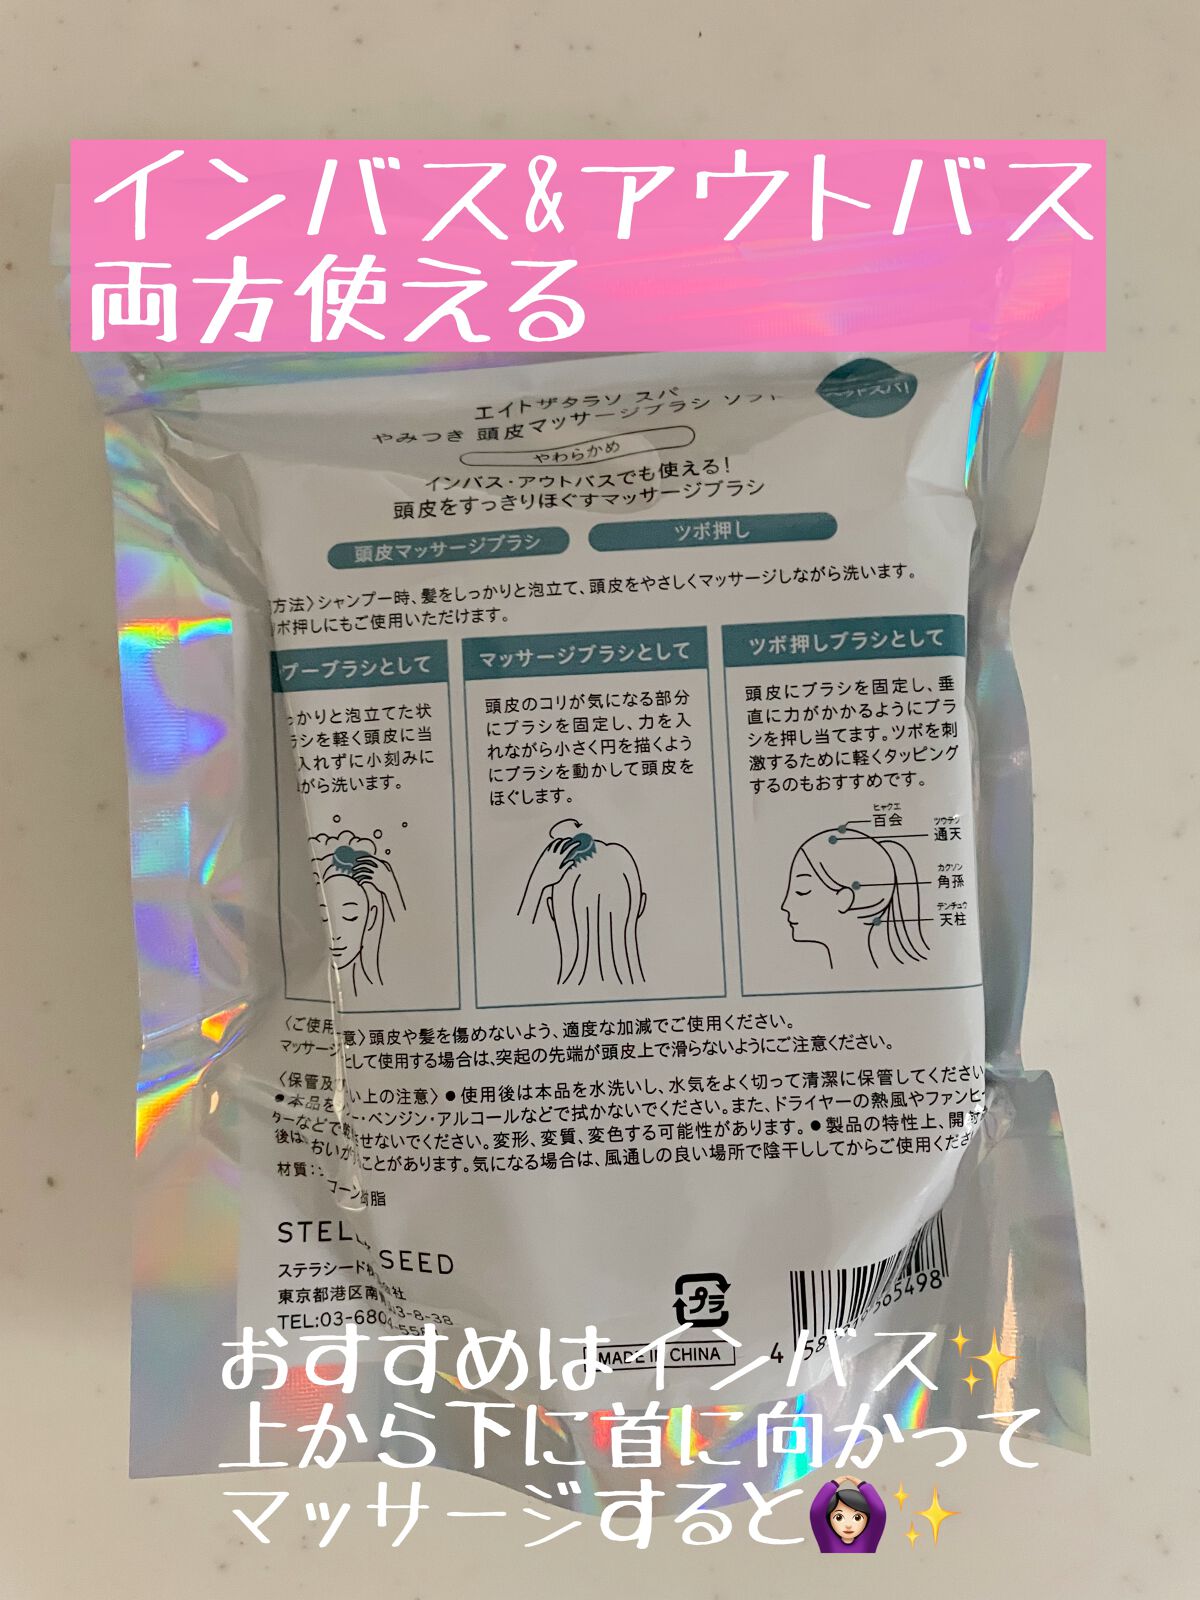 インバス&アウトバス
両方使える
ヘッドスパ!
エイトザタラソ スパ
やみつき 頭皮マッサージブラシ ソフト
やわらかめ
インバス・アウトバスでも使える!
頭皮をすっきりほぐすマッサージブラシ
頭皮マッサージブラシ
ツボ押し
方法〉シャンプー時、髪をしっかりと泡立て、頭皮をやさしくマッサージしながら洗います。
ツボ押しにもご使用いただけます。
プーブラシとして
っかりと泡立てた状
ラシを軽く頭皮に当
入れずに小刻みに
がら洗います。
マッサージブラシとして
頭皮のコリが気になる部分
にブラシを固定し、力を入
れながら小さく円を描くよう
にブラシを動かして頭皮を
ほぐします。
ツボ押しブラシとして
頭皮にブラシを固定し、垂
直に力がかかるようにブラ
シを押し当てます。ツボを刺
激するために軽くタッピング
するのもおすすめです。
ヒャクエ
百会
ツウテン
通天
カクソン
角孫
テンチュウ
天柱
〈ご使用 意〉頭皮や髪を傷めないよう、適度な加減でご使用ください。
マッサージ として使用する場合は、突起の先端が頭皮上で滑らないようにご注意ください。
〈保管及 い上の注意〉●使用後は本品を水洗いし、水気をよく切って清潔に保管してください
●本品を ー・ベンジン・アルコールなどで拭かないでください。また、ドライヤーの熱風やファンヒー
ターなどで乾 させないでください。変形、変質、変色する可能性があります。●製品の特性上、開封
後は、おいが ことがあります。気になる場合は、風通しの良い場所で陰干ししてからご使用くださ
材質: コーン樹脂
STELLA SEED
ステラシード株 会社
東京都港区南 3-8-38
TEL:03-680
プラ
MADE IN CHINA
おすすめはインバス✨
上から下に首に向かって
マッサージすると🙆🏻‍♀️✨